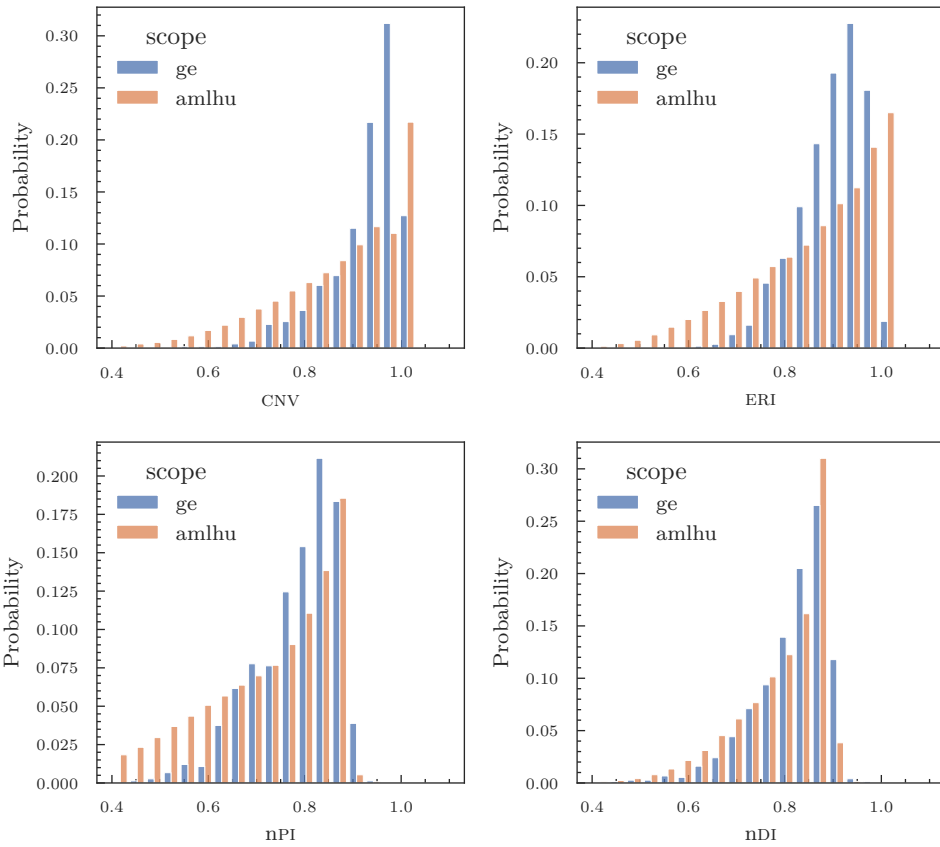 scope
ge
amlhu
Probability
0.30
0.25
0.20
0.15
0.10
0.05
0.00
0.4 0.6 0.8 1.0
CNV
scope
ge
amlhu
Probability
0.20
0.15
0.10
0.05
0.00
0.4 0.6 0.8 1.0
ERI
scope
ge
amlhu
Probability
0.200
0.175
0.150
0.125
0.100
0.075
0.050
0.025
0.000
0.4 0.6 0.8 1.0
nPI
scope
ge
amlhu
Probability
0.30
0.25
0.20
0.15
0.10
0.05
0.00
0.4 0.6 0.8 1.0
nDI